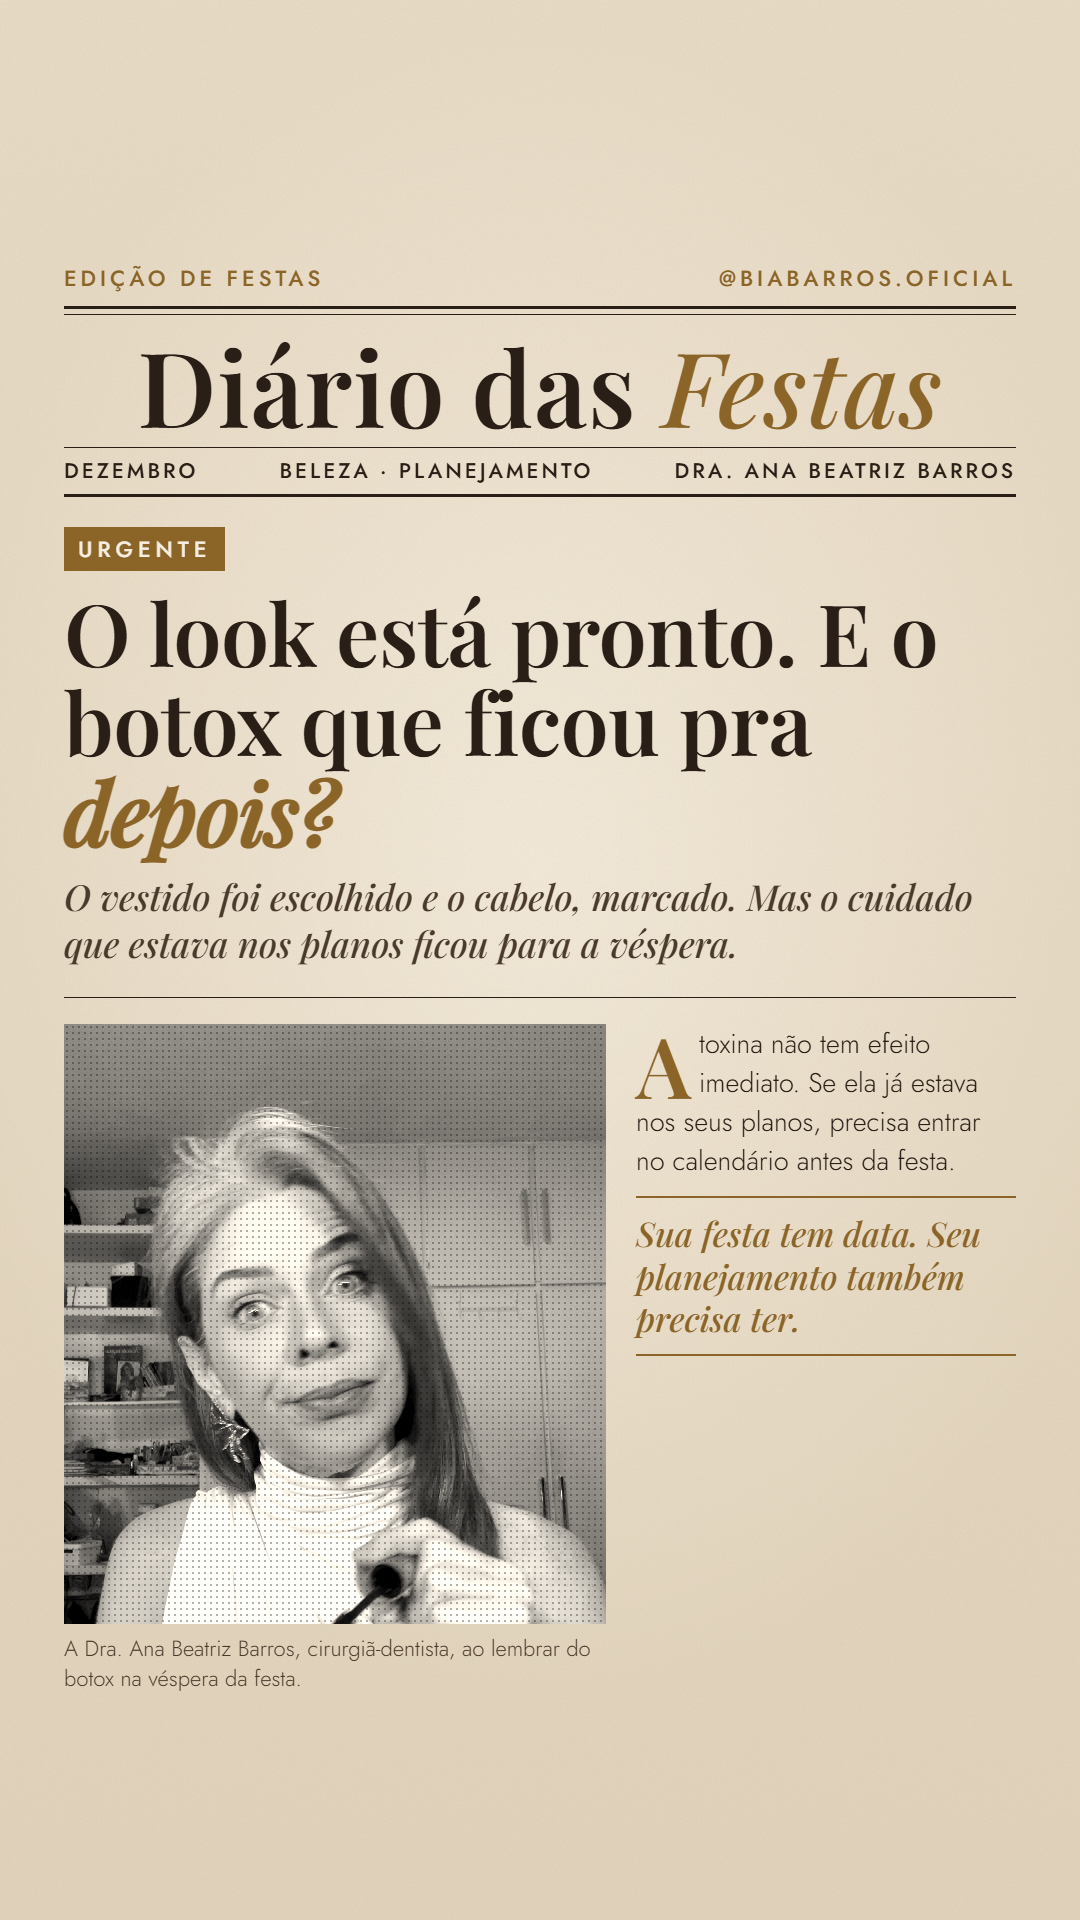 EDIÇÃO DE FESTAS
@BIABARROS.OFICIAL
Diário das Festas
DEZEMBRO
BELEZA · PLANEJAMENTO
DRA. ANA BEATRIZ BARROS
URGENTE
O look está pronto. E o
botox que ficou pra
depois?
O vestido foi escolhido e o cabelo, marcado. Mas o cuidado
que estava nos planos ficou para a véspera.
A toxina não tem efeito
imediato. Se ela já estava
nos seus planos, precisa entrar
no calendário antes da festa.
Sua festa tem data. Seu
planejamento também
precisa ter.
A Dra. Ana Beatriz Barros, cirurgiã-dentista, ao lembrar do
botox na véspera da festa.